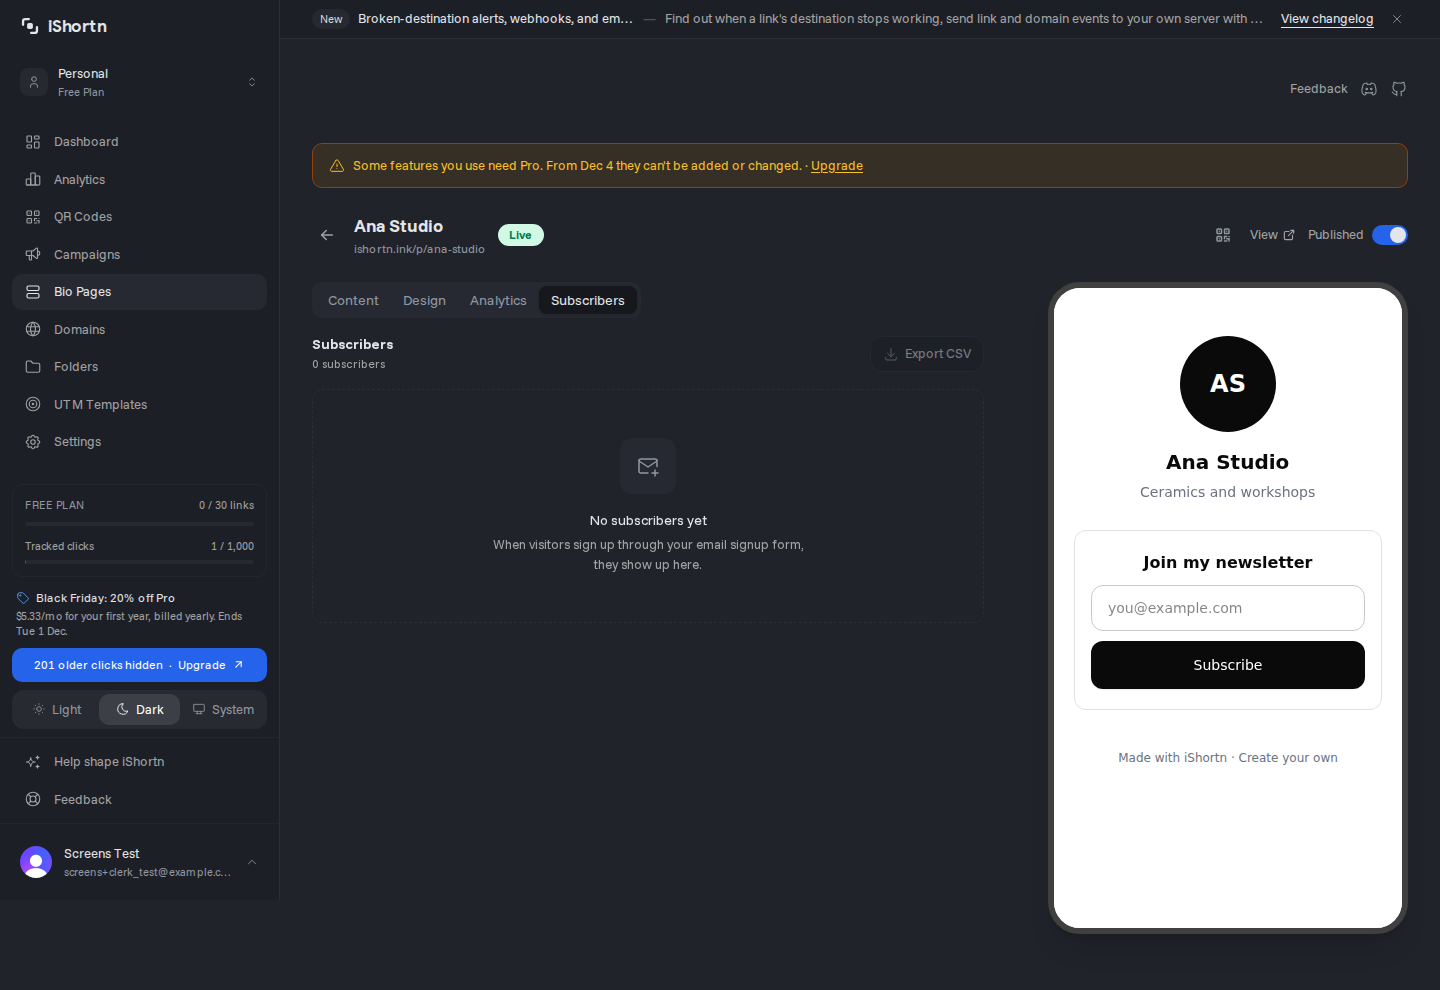 iShortn
Personal
Free Plan
Dashboard
Analytics
QR Codes
Campaigns
Bio Pages
Domains
Folders
UTM Templates
Settings
FREE PLAN 0 / 30 links
Tracked clicks 1 / 1,000
Black Friday: 20% off Pro
$5.33/mo for your first year, billed yearly. Ends
Tue 1 Dec.
201 older clicks hidden · Upgrade
Light Dark System
Help shape iShortn
Feedback
Screens Test
screens+clerk_test@example.c...
New Broken-destination alerts, webhooks, and em... — Find out when a link's destination stops working, send link and domain events to your own server with ... View changelog
Feedback
Some features you use need Pro. From Dec 4 they can't be added or changed. · Upgrade
Ana Studio
ishortn.ink/p/ana-studio
Live
View Published
Content Design Analytics Subscribers
Subscribers
0 subscribers
Export CSV
No subscribers yet
When visitors sign up through your email signup form,
they show up here.
AS
Ana Studio
Ceramics and workshops
Join my newsletter
you@example.com
Subscribe
Made with iShortn · Create your own